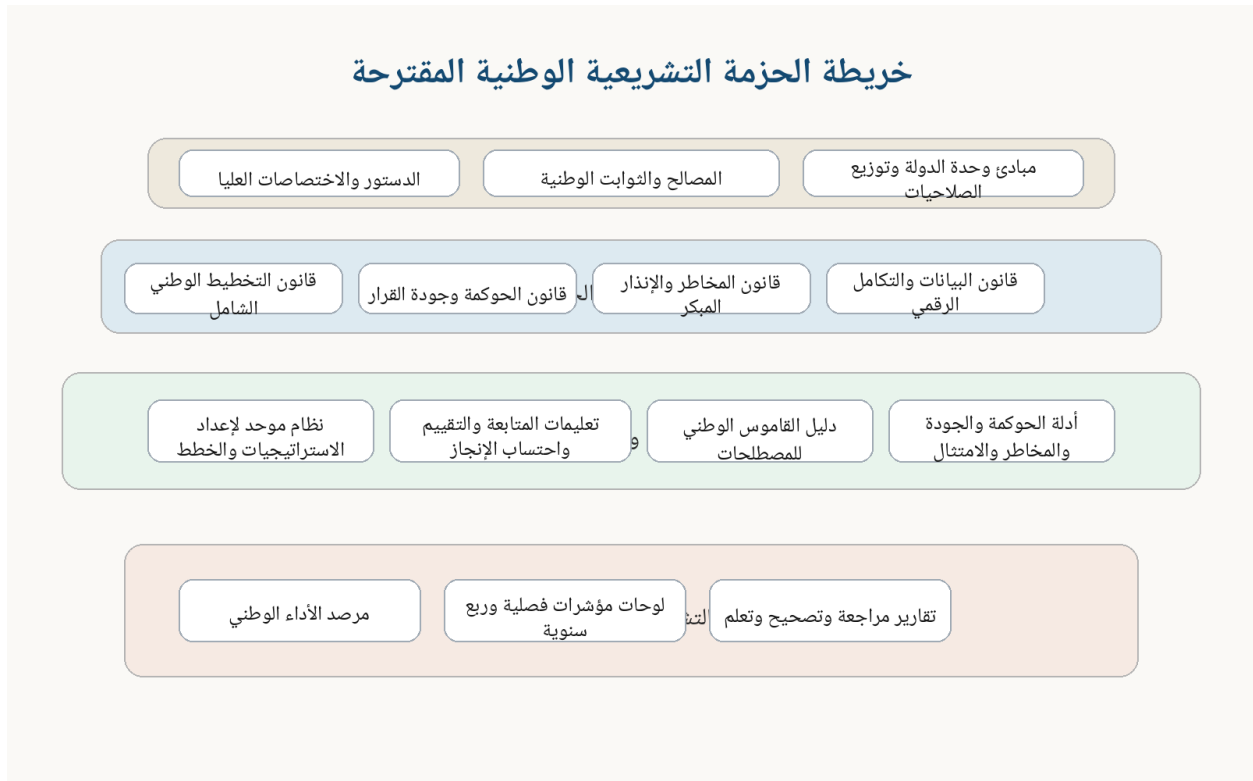 خريطة الحزمة التشريعية الوطنية المقترحة
مبادئ وحدة الدولة وتوزيع
الصلاحيات
المصالح والثوابت الوطنية
الدستور والاختصاصات العليا
قانون البيانات والتكامل
الرقمي
قانون المخاطر والإنذار
المبكر
قانون الحوكمة وجودة القرار
قانون التخطيط الوطني
الشامل
أدلة الحوكمة والجودة
والمخاطر والامتثال
دليل القاموس الوطني
للمصطلحات
تعليمات المتابعة والتقييم
واحتساب الإنجاز
نظام موحد لإعداد
الاستراتيجيات والخطط
تقارير مراجعة وتصحيح وتعلم
لوحات مؤشرات فصلية وربع
سنوية
مرصد الأداء الوطني